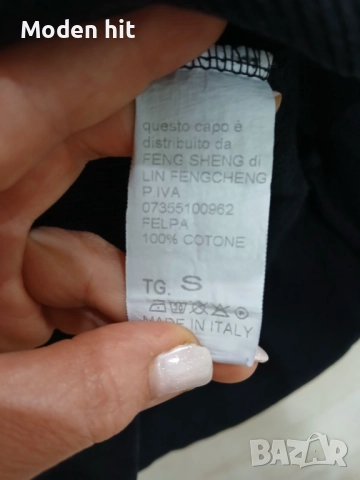 Moden hit
questo capo è
distribuito da
FENG SHENG di
LIN FENGCHENG
P.IVA
07355100962
FELPA
100% COTONE
TG. S
MADE IN ITALY
BAZAR